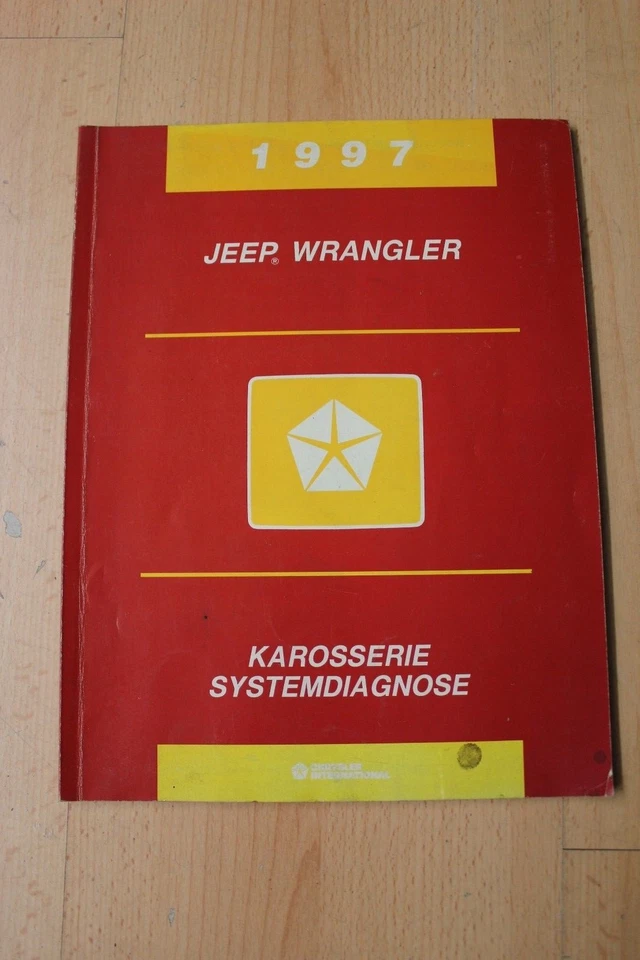 1997
JEEP® WRANGLER
KAROSSERIE
SYSTEMDIAGNOSE
CHRYSLER
INTERNATIONAL